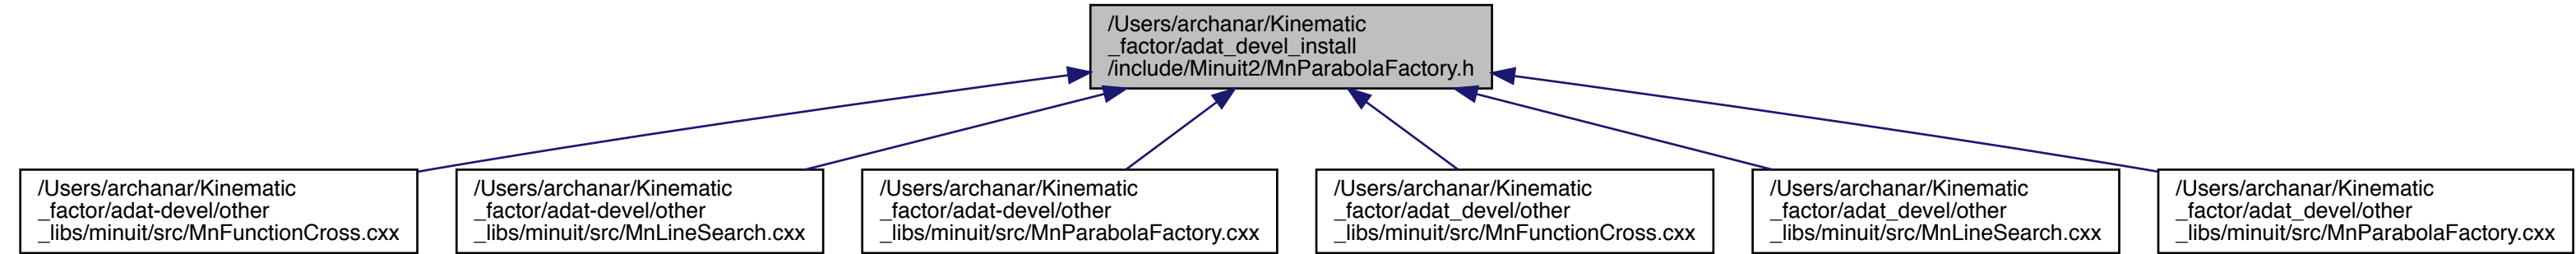 /Users/archanar/Kinematic
_factor/adat_devel_install
/include/Minuit2/MnParabolaFactory.h
/Users/archanar/Kinematic
_factor/adat-devel/other
_libs/minuit/src/MnFunctionCross.cxx
/Users/archanar/Kinematic
_factor/adat-devel/other
_libs/minuit/src/MnLineSearch.cxx
/Users/archanar/Kinematic
_factor/adat-devel/other
_libs/minuit/src/MnParabolaFactory.cxx
/Users/archanar/Kinematic
_factor/adat_devel/other
_libs/minuit/src/MnFunctionCross.cxx
/Users/archanar/Kinematic
_factor/adat_devel/other
_libs/minuit/src/MnLineSearch.cxx
/Users/archanar/Kinematic
_factor/adat_devel/other
_libs/minuit/src/MnParabolaFactory.cxx